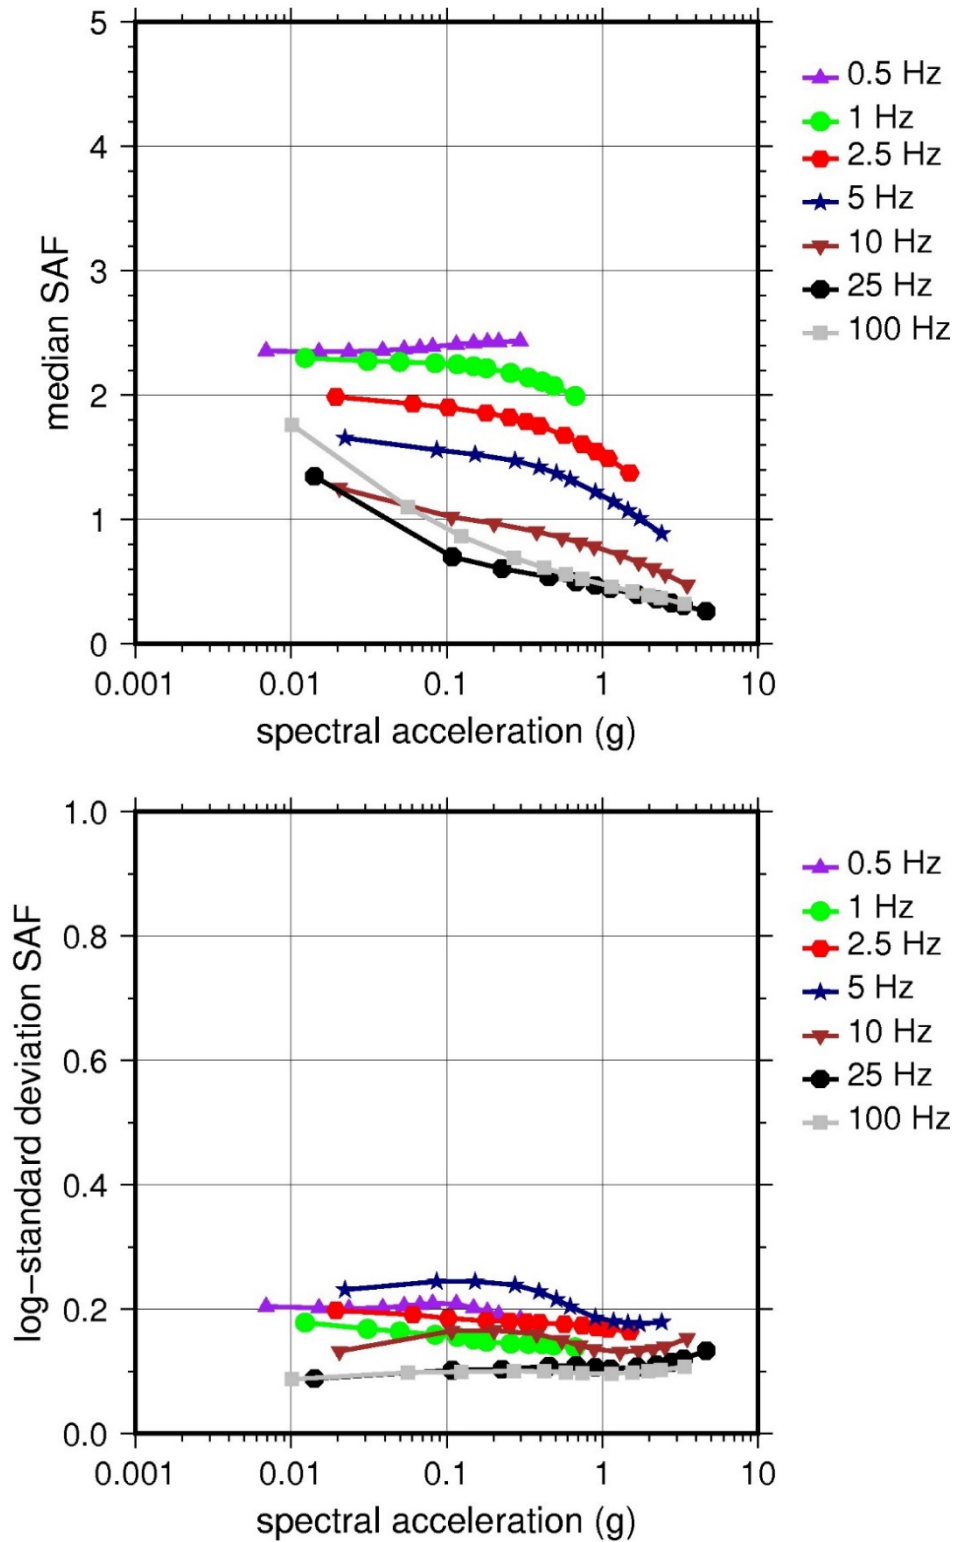 5
4
3
2
1
0
median SAF
0.001 0.01 0.1 1 10
spectral acceleration (g)
0.5 Hz
1 Hz
2.5 Hz
5 Hz
10 Hz
25 Hz
100 Hz
1.0
0.8
0.6
0.4
0.2
0.0
log−standard deviation SAF
0.001 0.01 0.1 1 10
spectral acceleration (g)
0.5 Hz
1 Hz
2.5 Hz
5 Hz
10 Hz
25 Hz
100 Hz